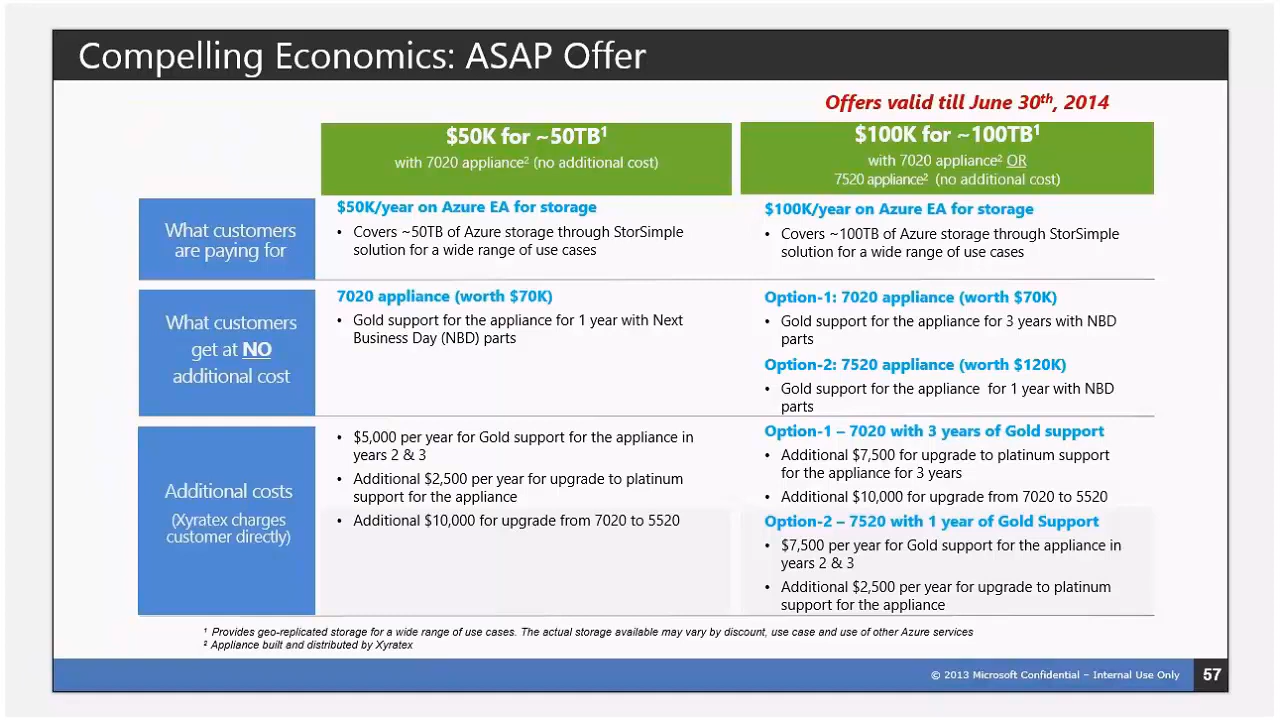 Compelling Economics: ASAP Offer
Offers valid till June 30th, 2014
$50K for ~50TB1
with 7020 appliance2 (no additional cost)
$100K for ~100TB1
with 7020 appliance2 OR
7520 appliance2 (no additional cost)
What customers
are paying for
$50K/year on Azure EA for storage
• Covers ~50TB of Azure storage through StorSimple
solution for a wide range of use cases
$100K/year on Azure EA for storage
• Covers ~100TB of Azure storage through StorSimple
solution for a wide range of use cases
What customers
get at NO
additional cost
7020 appliance (worth $70K)
• Gold support for the appliance for 1 year with Next
Business Day (NBD) parts
Option-1: 7020 appliance (worth $70K)
• Gold support for the appliance for 3 years with NBD
parts
Option-2: 7520 appliance (worth $120K)
• Gold support for the appliance for 1 year with NBD
parts
Additional costs
(Xyratex charges
customer directly)
• $5,000 per year for Gold support for the appliance in
years 2 & 3
• Additional $2,500 per year for upgrade to platinum
support for the appliance
• Additional $10,000 for upgrade from 7020 to 5520
Option-1 – 7020 with 3 years of Gold support
• Additional $7,500 for upgrade to platinum support
for the appliance for 3 years
• Additional $10,000 for upgrade from 7020 to 5520
Option-2 – 7520 with 1 year of Gold Support
• $7,500 per year for Gold support for the appliance in
years 2 & 3
• Additional $2,500 per year for upgrade to platinum
support for the appliance
1 Provides geo-replicated storage for a wide range of use cases. The actual storage available may vary by discount, use case and use of other Azure services
2 Appliance built and distributed by Xyratex
© 2013 Microsoft Confidential – Internal Use Only
57